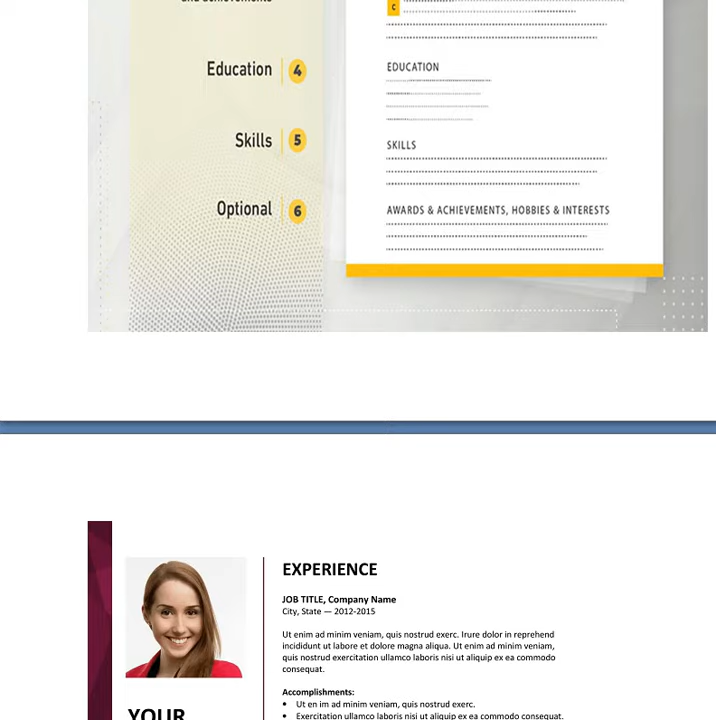 and achievements
Education 4
Skills 5
Optional 6
C
EDUCATION
SKILLS
AWARDS & ACHIEVEMENTS, HOBBIES & INTERESTS
EXPERIENCE
JOB TITLE, Company Name
City, State — 2012-2015
Ut enim ad minim veniam, quis nostrud exerc. Irure dolor in reprehend
incididunt ut labore et dolore magna aliqua. Ut enim ad minim veniam,
quis nostrud exercitation ullamco laboris nisi ut aliquip ex ea commodo
consequat.
Accomplishments:
• Ut en im ad minim veniam, quis nostrud exerc.
• Exercitation ullamco laboris nisi ut aliquip ex ea commodo consequat.
YOUR